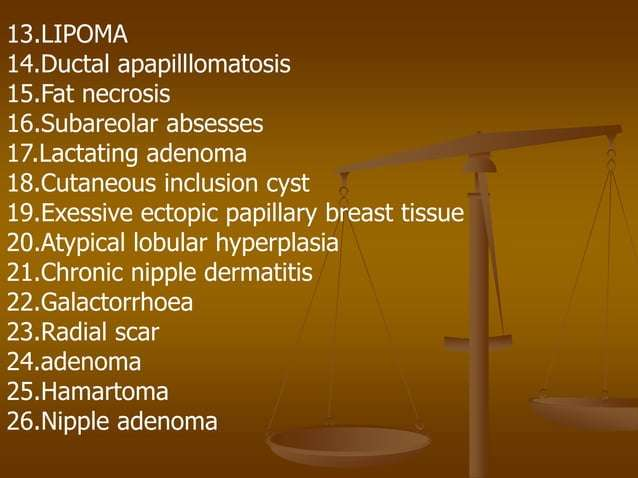 13.LIPOMA
14.Ductal apapilllomatosis
15.Fat necrosis
16.Subareolar absesses
17.Lactating adenoma
18.Cutaneous inclusion cyst
19.Exessive ectopic papillary breast tissue
20.Atypical lobular hyperplasia
21.Chronic nipple dermatitis
22.Galactorrhoea
23.Radial scar
24.adenoma
25.Hamartoma
26.Nipple adenoma